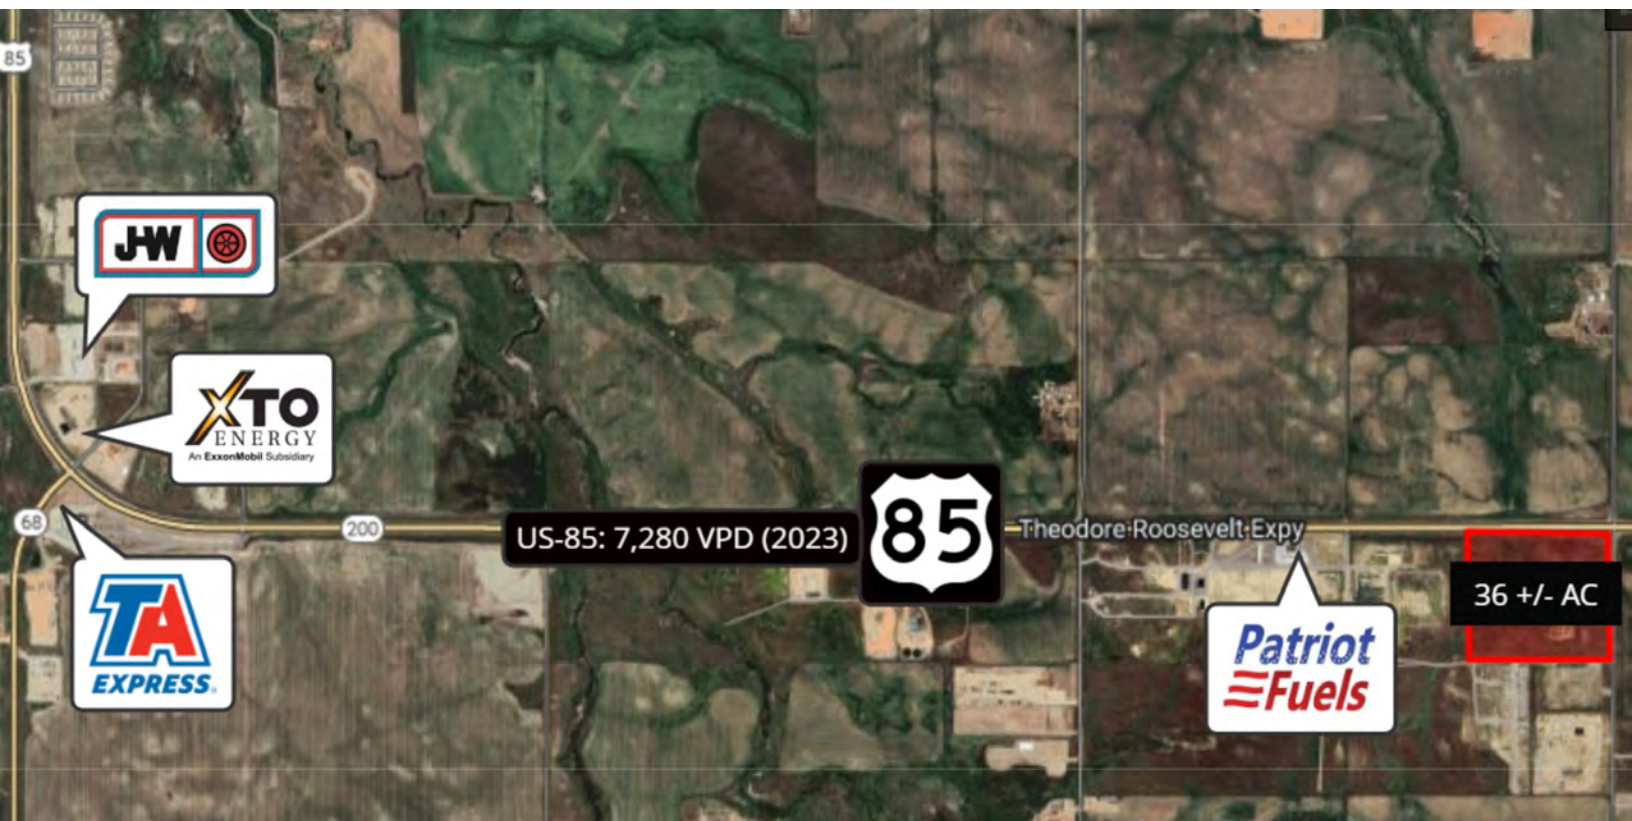 85
J-W
XTO
ENERGY
An ExxonMobil Subsidiary
68
200
US-85: 7,280 VPD (2023)
85
Theodore Roosevelt Expy
36 +/- AC
TA
EXPRESS
Patriot
Fuels